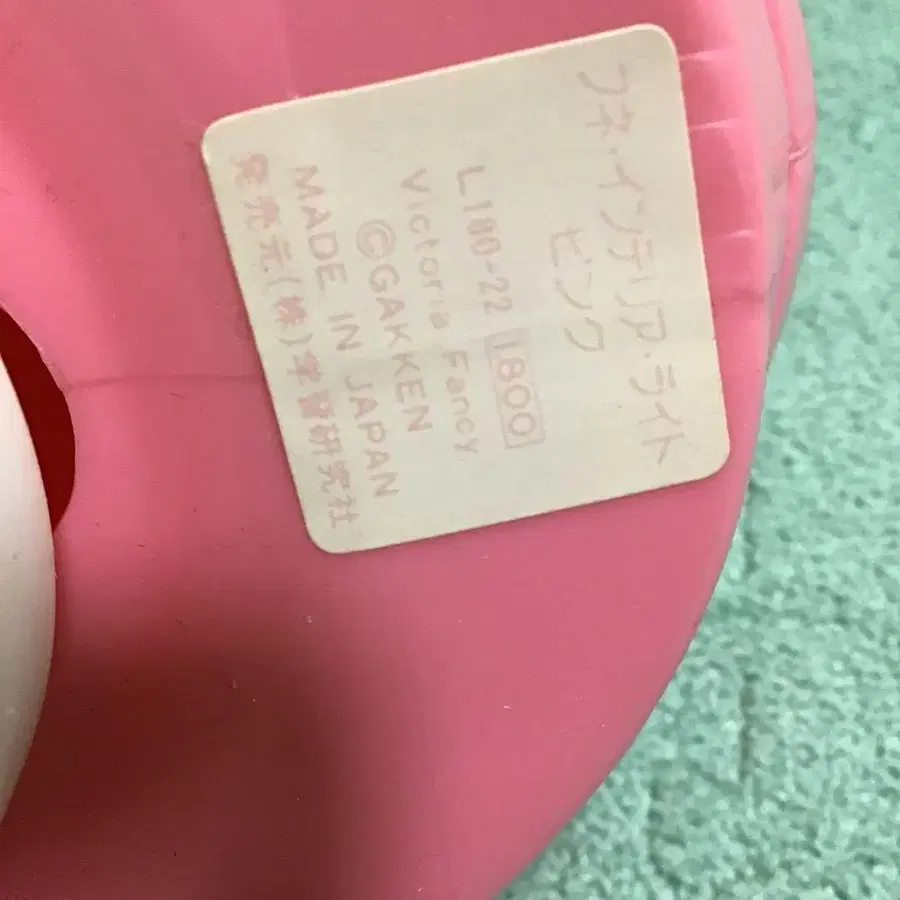 フネ・インテリア・ライト
ピンク
L180-22 1800
Victoria Fancy
©GAKKEN
MADE IN JAPAN
発売元(株)学習研究社